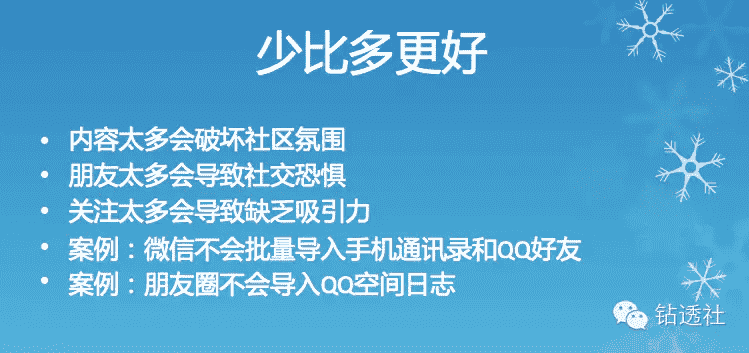 少比多更好
• 内容太多会破坏社区氛围
• 朋友太多会导致社交恐惧
• 关注太多会导致缺乏吸引力
• 案例：微信不会批量导入手机通讯录和QQ好友
• 案例：朋友圈不会导入QQ空间日志
钻透社